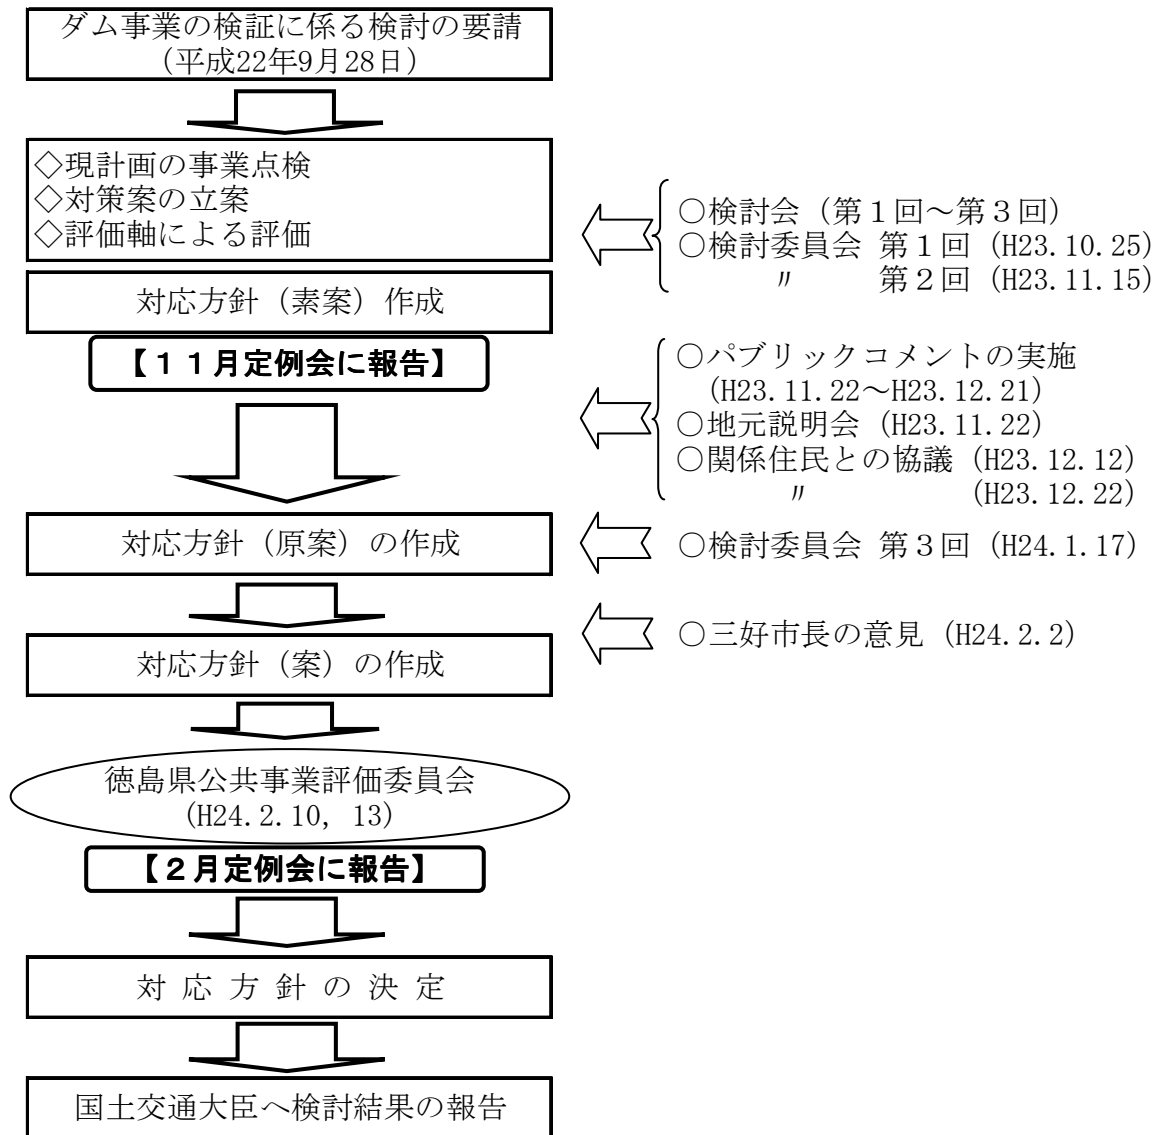 ダム事業の検証に係る検討の要請
(平成22年9月28日)
◇現計画の事業点検
◇対策案の立案
◇評価軸による評価
○検討会（第１回～第３回）
○検討委員会 第１回（H23.10.25）
〃 第２回（H23.11.15）
対応方針（素案）作成
【１１月定例会に報告】
○パブリックコメントの実施
（H23.11.22～H23.12.21）
○地元説明会（H23.11.22）
○関係住民との協議（H23.12.12）
〃 （H23.12.22）
対応方針（原案）の作成
○検討委員会 第３回（H24.1.17）
○三好市長の意見（H24.2.2）
対応方針（案）の作成
徳島県公共事業評価委員会
(H24.2.10, 13)
【２月定例会に報告】
対 応 方 針 の 決 定
国土交通大臣へ検討結果の報告